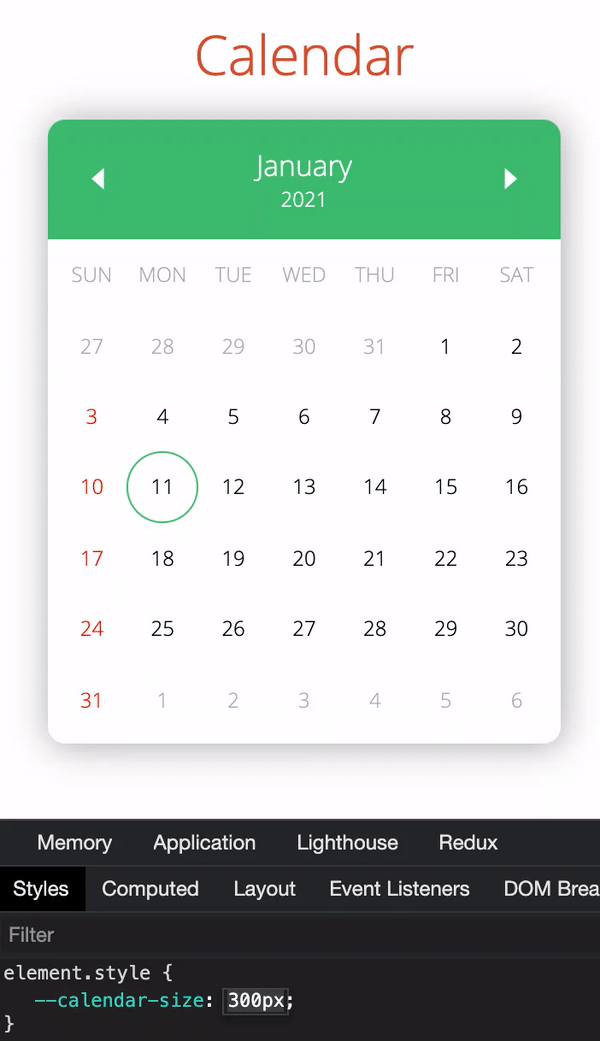 Calendar
January
2021
SUN MON TUE WED THU FRI SAT
27 28 29 30 31 1 2
3 4 5 6 7 8 9
10 11 12 13 14 15 16
17 18 19 20 21 22 23
24 25 26 27 28 29 30
31 1 2 3 4 5 6
Memory Application Lighthouse Redux
Styles Computed Layout Event Listeners DOM Brea
Filter
element.style {
--calendar-size: 300px;
}